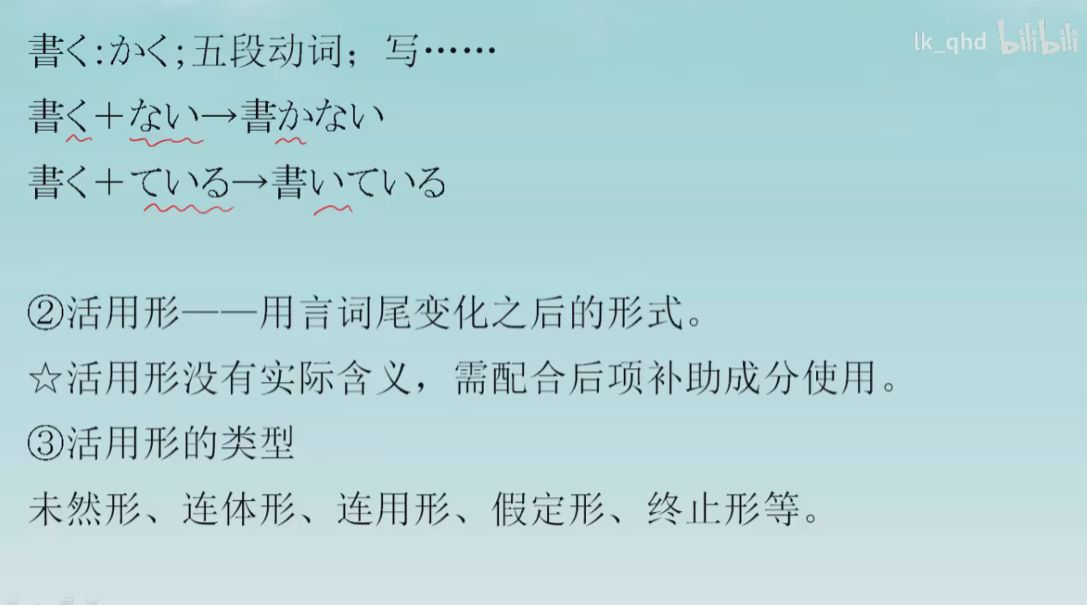 lk_qhd bilibili
書く:かく;五段动词；写……
書く＋ない→書かない
書く＋ている→書いている
②活用形——用言词尾变化之后的形式。
☆活用形没有实际含义，需配合后项补助成分使用。
③活用形的类型
未然形、连体形、连用形、假定形、终止形等。